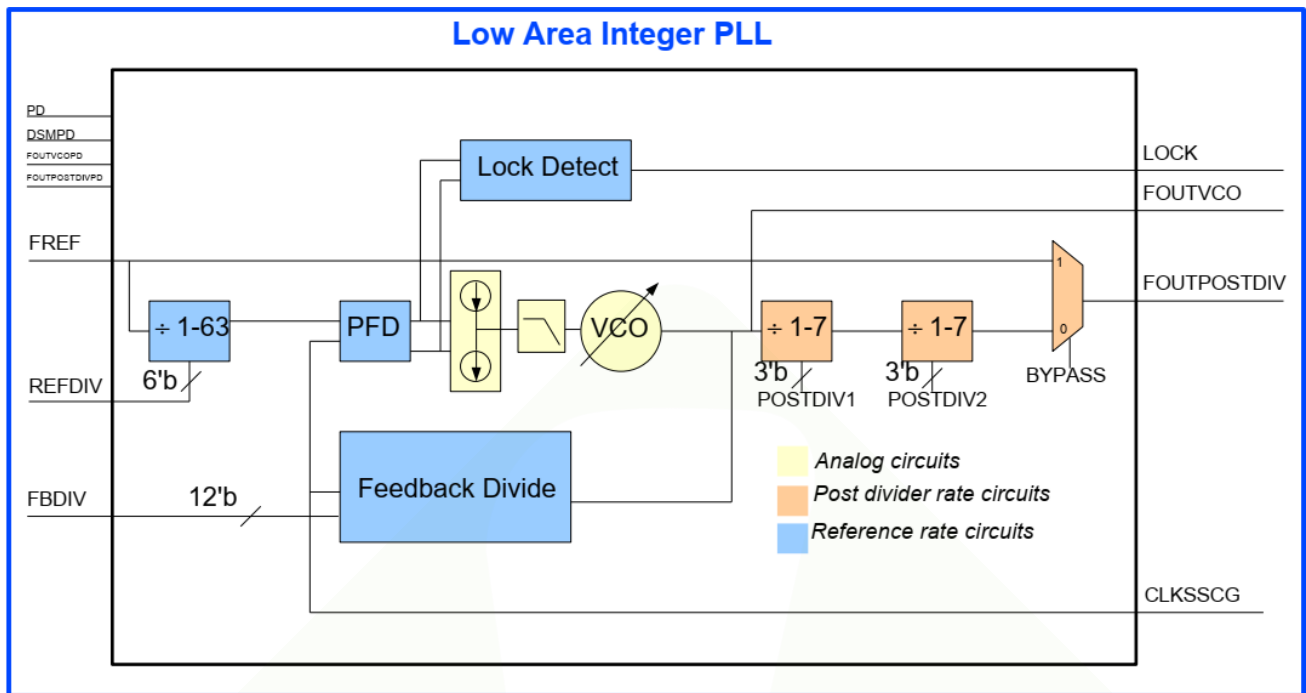 Low Area Integer PLL
PD
DSMPD
FOUTVCOPD
FOUTPOSTDIVPD
Lock Detect
LOCK
FOUTVCO
FREF
1
FOUTPOSTDIV
÷ 1-63
PFD
VCO
÷ 1-7
÷ 1-7
0
6'b
3'b
3'b
BYPASS
REFDIV
POSTDIV1
POSTDIV2
Analog circuits
Feedback Divide
12'b
Post divider rate circuits
FBDIV
Reference rate circuits
CLKSSCG